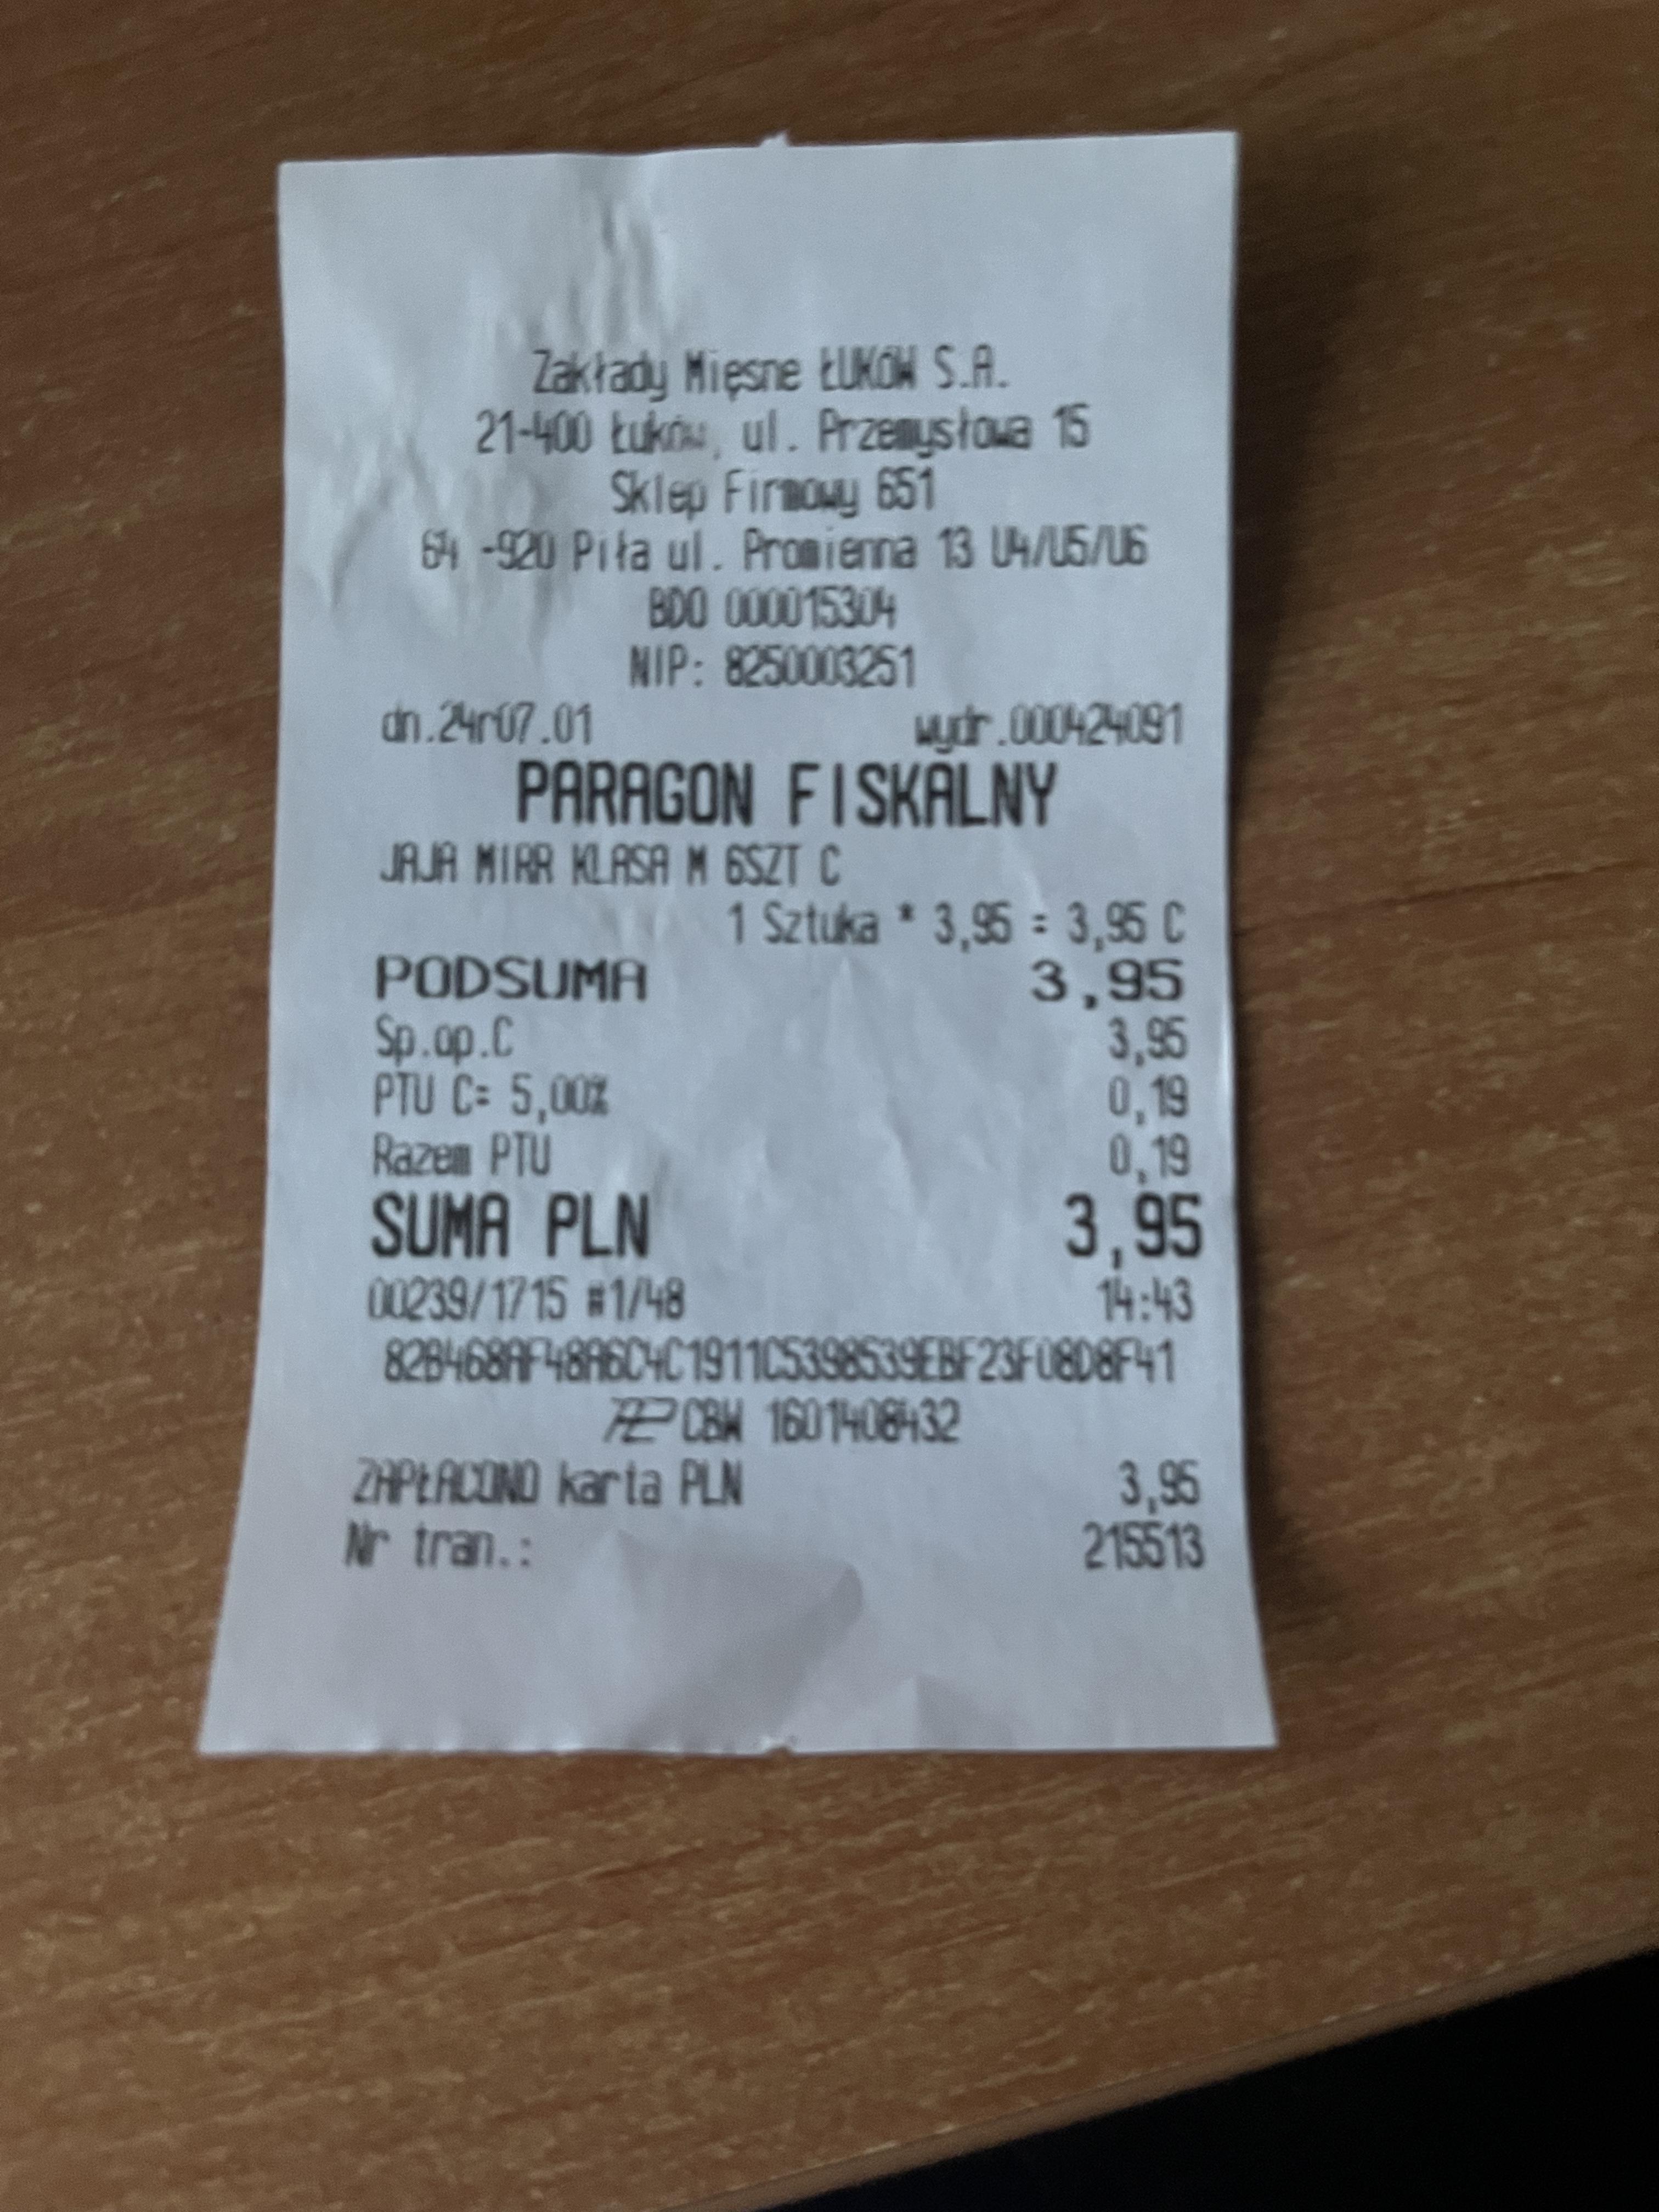 Zakłady Mięsne ŁUKÓW S.A.
21-400 Łuków, ul. Przemysłowa 15
Sklep Firmowy 651
64 -920 Piła ul. Promienna 13 U4/U5/U6
BDO 000015304
NIP: 8250003251
dn.24r07.01 wydr.000424091
PARAGON FISKALNY
JAJA MIRR KLASA M 6SZT C
1 Sztuka * 3,95 = 3,95 C
PODSUMA 3,95
Sp.op.C 3,95
PTU C= 5,00% 0,19
Razem PTU 0,19
SUMA PLN 3,95
00239/1715 #1/48 14:43
82B468AF48A6C4C1911C5398539EBF23F08D8F41
CBW 1601408432
ZAPŁACONO karta PLN 3,95
Nr tran.: 215513